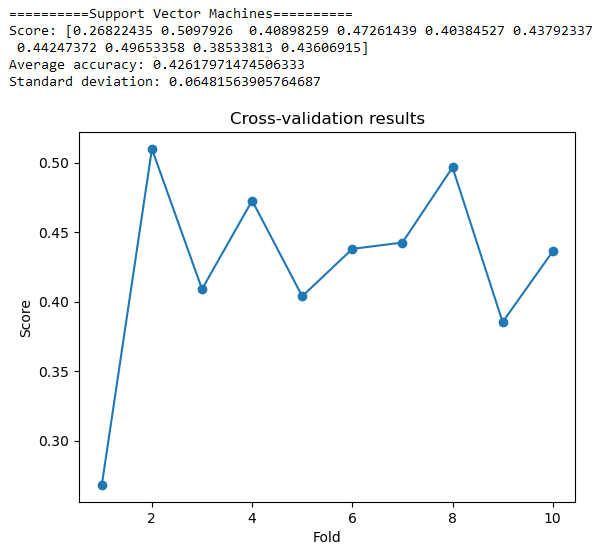 ==========Support Vector Machines==========
Score: [0.26822435 0.5097926  0.40898259 0.47261439 0.40384527 0.43792337
 0.44247372 0.49653358 0.38533813 0.43606915]
Average accuracy: 0.42617971474506333
Standard deviation: 0.06481563905764687
Cross-validation results
0.50
0.45
0.40
0.35
0.30
Score
2 4 6 8 10
Fold